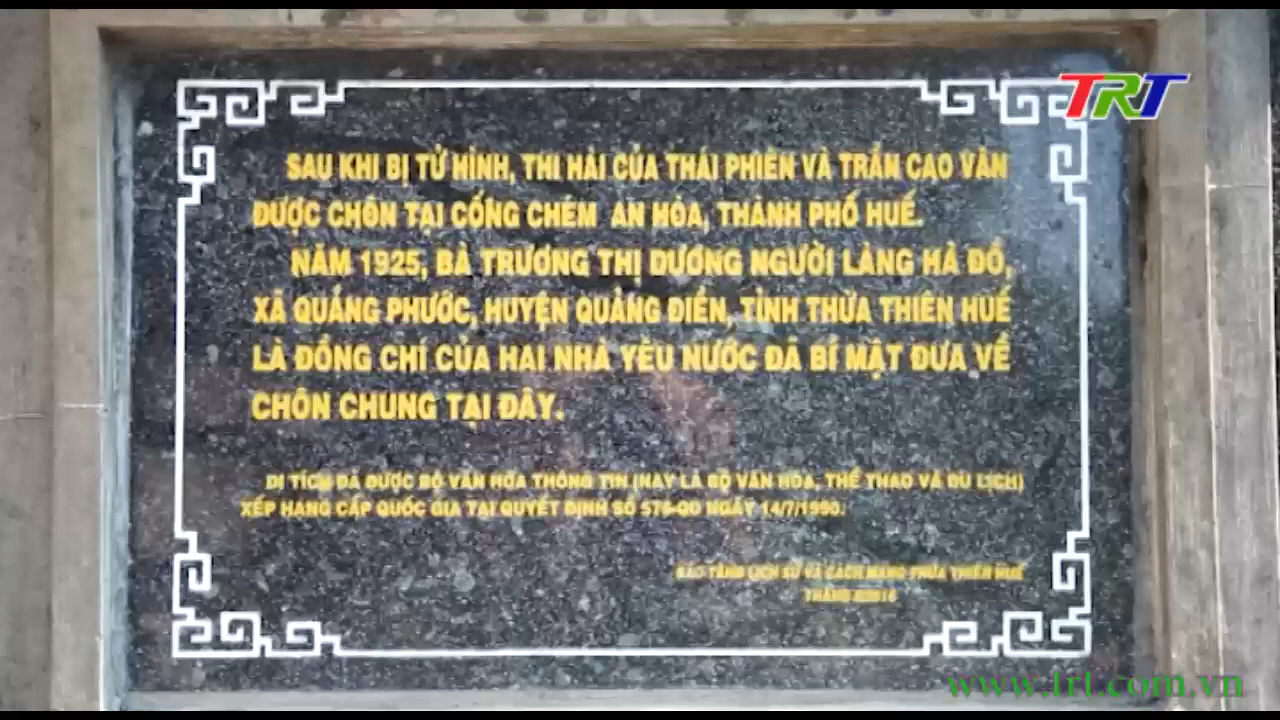 TRT
SAU KHI BỊ TỬ HÌNH, THI HÀI CỦA THÁI PHIÊN VÀ TRẦN CAO VÂN
ĐƯỢC CHÔN TẠI CỐNG CHÉM AN HÒA, THÀNH PHỐ HUẾ.
NĂM 1925, BÀ TRƯƠNG THỊ DƯƠNG NGƯỜI LÀNG HÀ ĐỒ,
XÃ QUẢNG PHƯỚC, HUYỆN QUẢNG ĐIỀN, TỈNH THỪA THIÊN HUẾ
LÀ ĐỒNG CHÍ CỦA HAI NHÀ YÊU NƯỚC ĐÃ BÍ MẬT ĐƯA VỀ
CHÔN CHUNG TẠI ĐÂY.
DI TÍCH ĐÃ ĐƯỢC BỘ VĂN HÓA THÔNG TIN (NAY LÀ BỘ VĂN HÓA, THỂ THAO VÀ DU LỊCH)
XẾP HẠNG CẤP QUỐC GIA TẠI QUYẾT ĐỊNH SỐ 575-QĐ NGÀY 14/7/1990.
BẢO TÀNG LỊCH SỬ VÀ CÁCH MẠNG THỪA THIÊN HUẾ
THÁNG
www.trt.com.vn